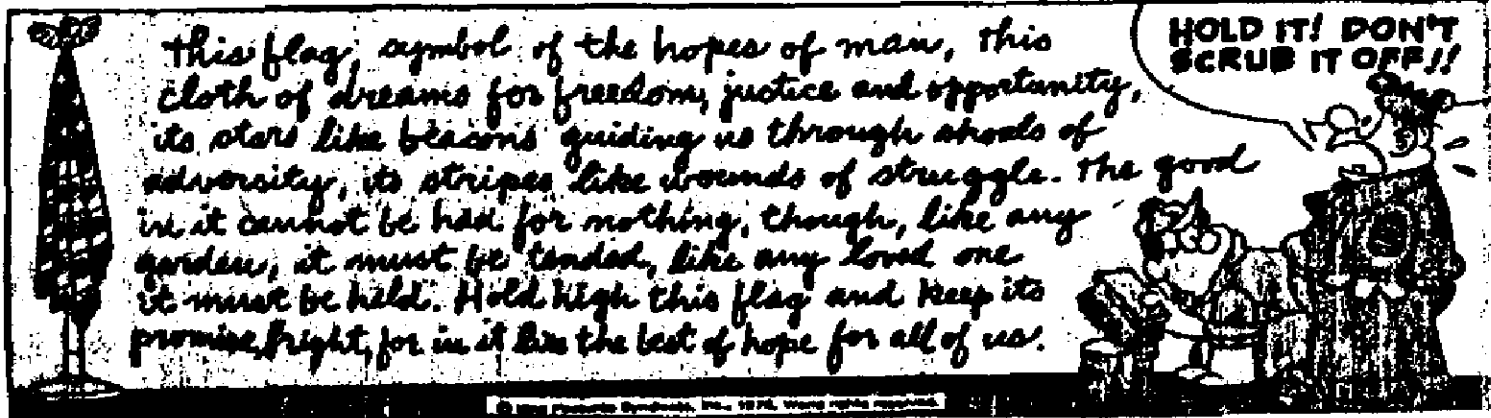 This flag, symbol of the hopes of man, this
cloth of dreams for freedom, justice and opportunity,
its stars like beacons guiding us through shoals of
adversity, its stripes like wounds of struggle. The good
in it cannot be had for nothing, though, like any
garden, it must be tended, like any loved one
it must be held. Hold high this flag and keep its
promise bright, for in it lies the best of hope for all of us.
HOLD IT! DON'T
SCRUB IT OFF!!
rights reserved.